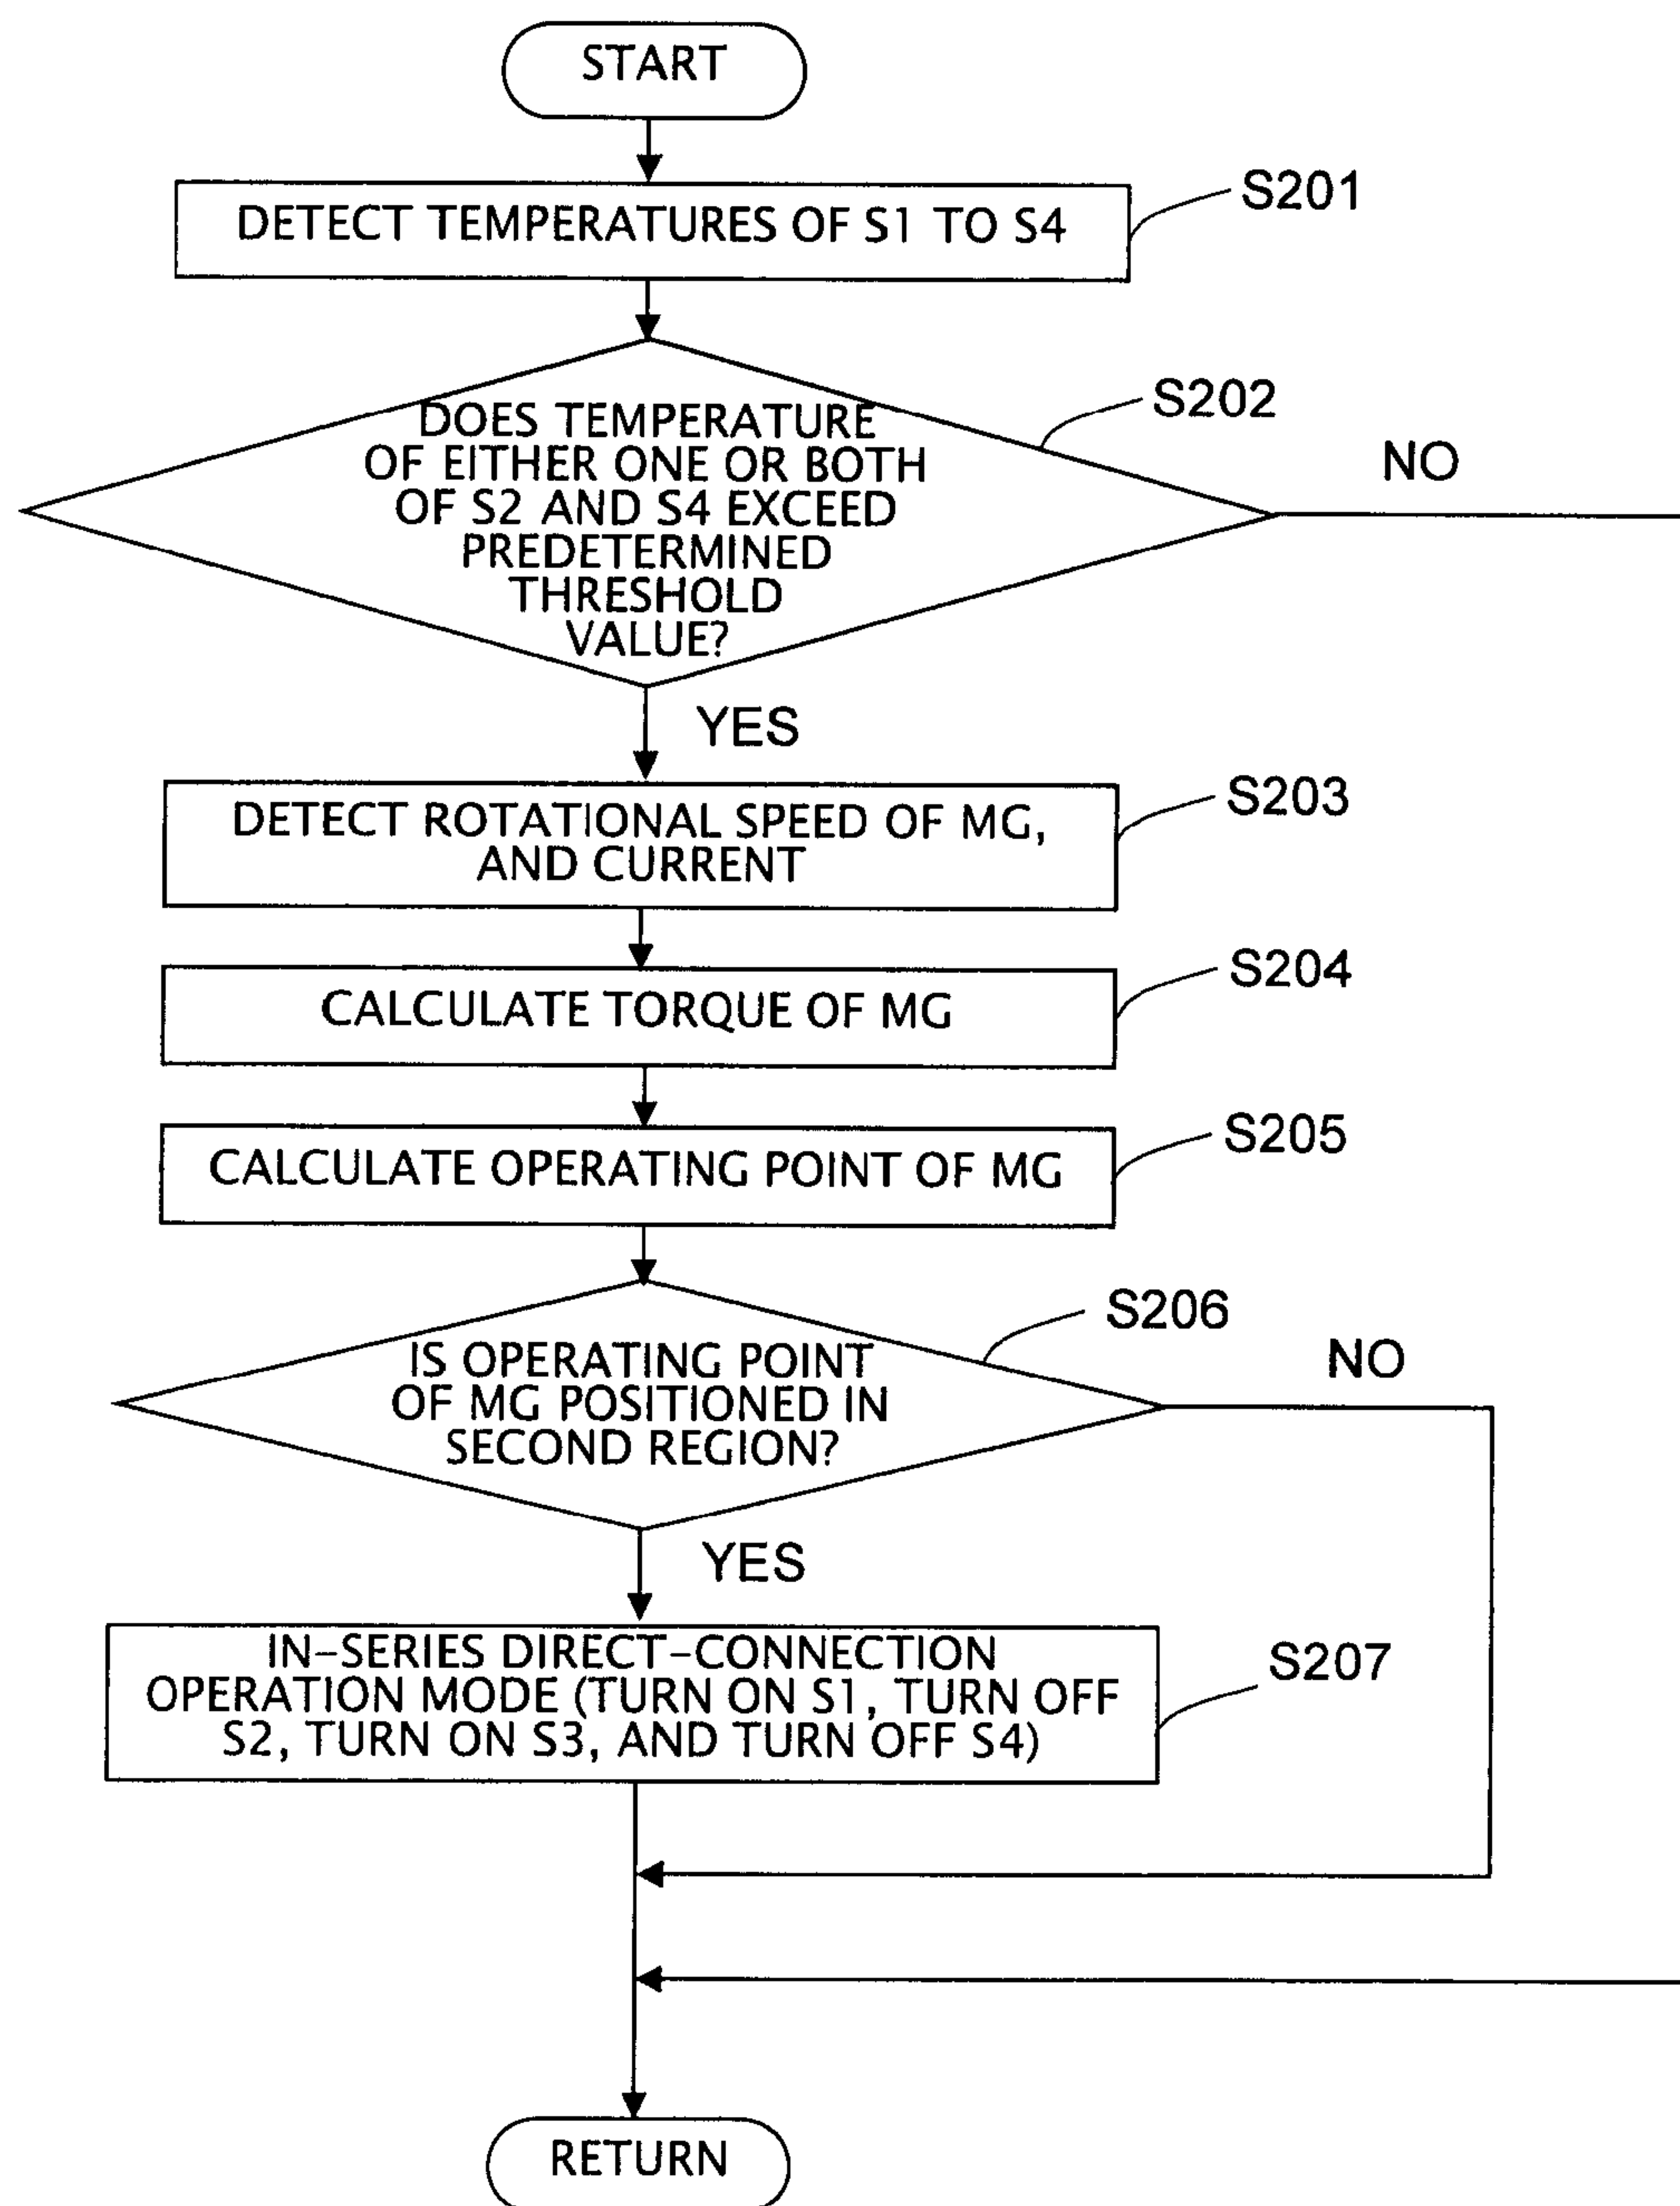 START
DETECT TEMPERATURES OF S1 TO S4
S201
DOES TEMPERATURE
OF EITHER ONE OR BOTH
OF S2 AND S4 EXCEED
PREDETERMINED
THRESHOLD
VALUE?
S202
NO
YES
DETECT ROTATIONAL SPEED OF MG,
AND CURRENT
S203
CALCULATE TORQUE OF MG
S204
CALCULATE OPERATING POINT OF MG
S205
IS OPERATING POINT
OF MG POSITIONED IN
SECOND REGION?
S206
NO
YES
IN-SERIES DIRECT-CONNECTION
OPERATION MODE (TURN ON S1, TURN OFF
S2, TURN ON S3, AND TURN OFF S4)
S207
RETURN